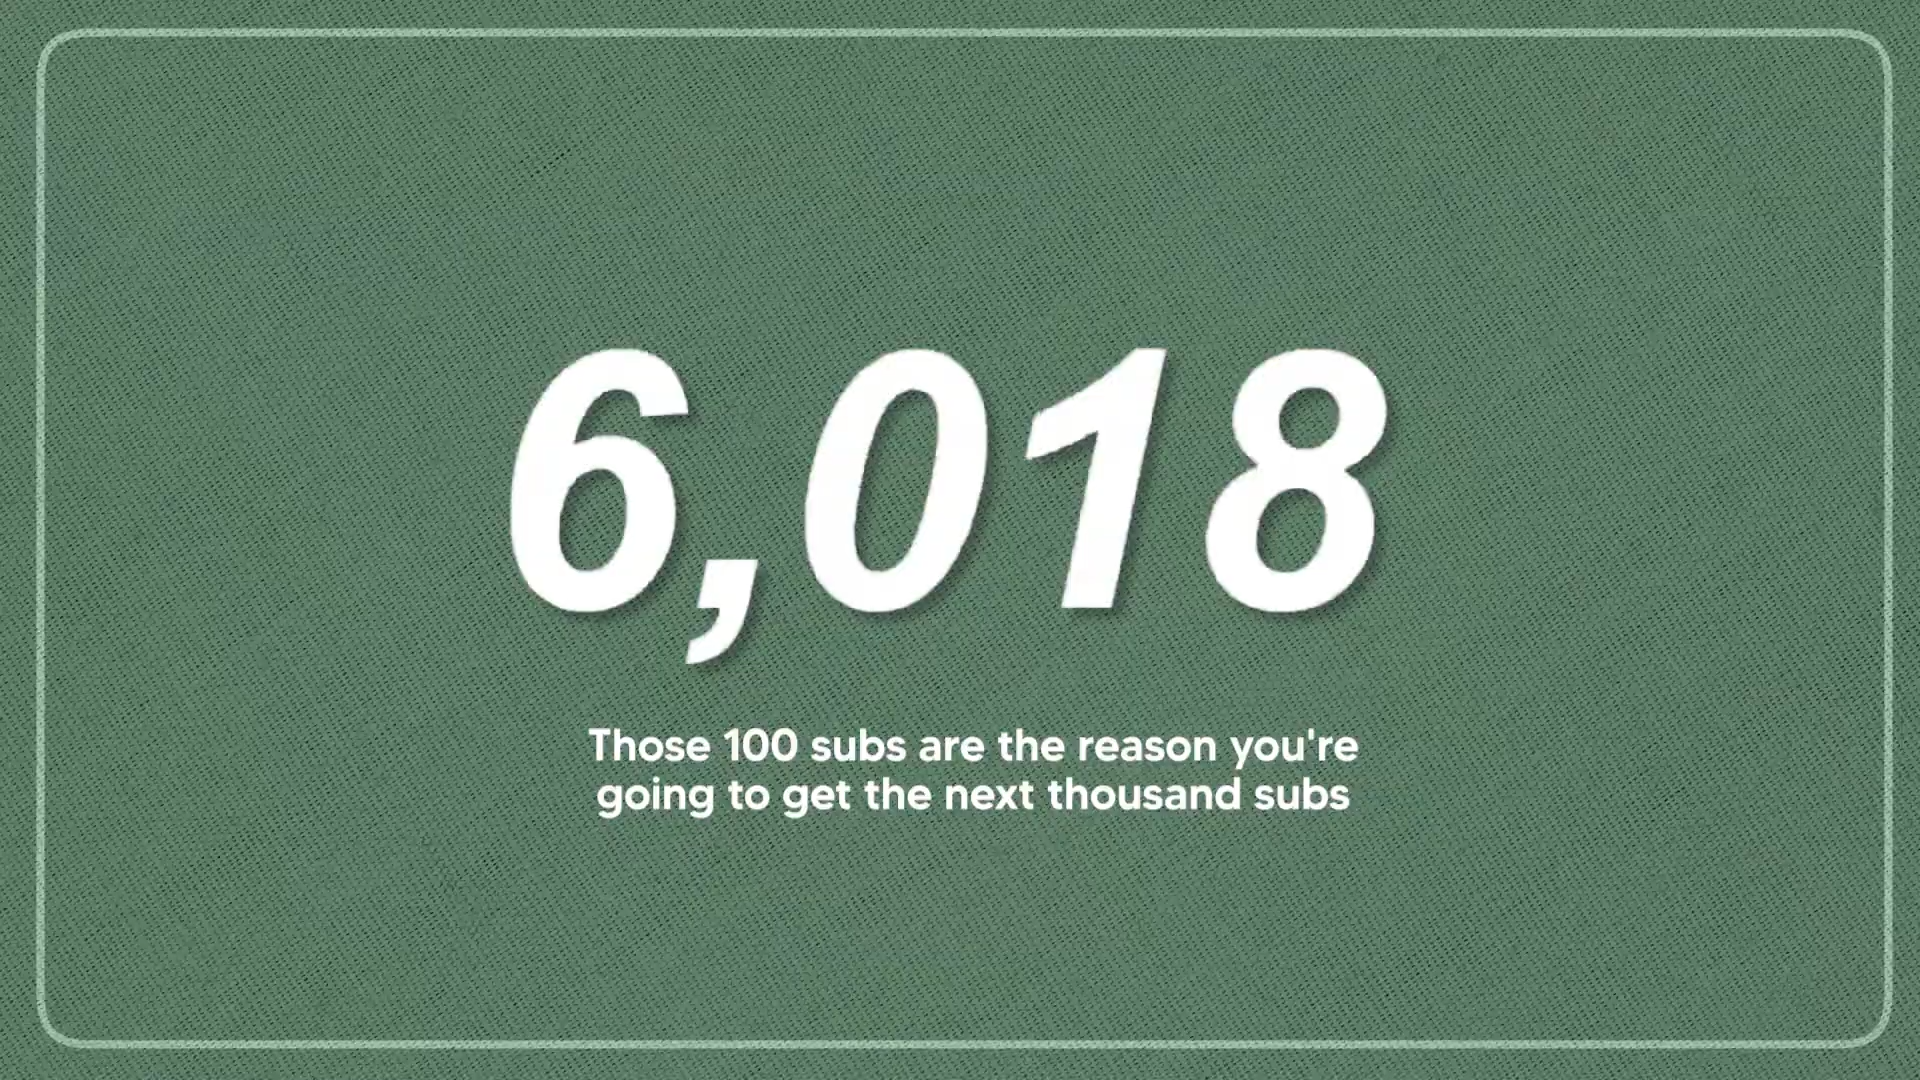 6,018
Those 100 subs are the reason you're
going to get the next thousand subs